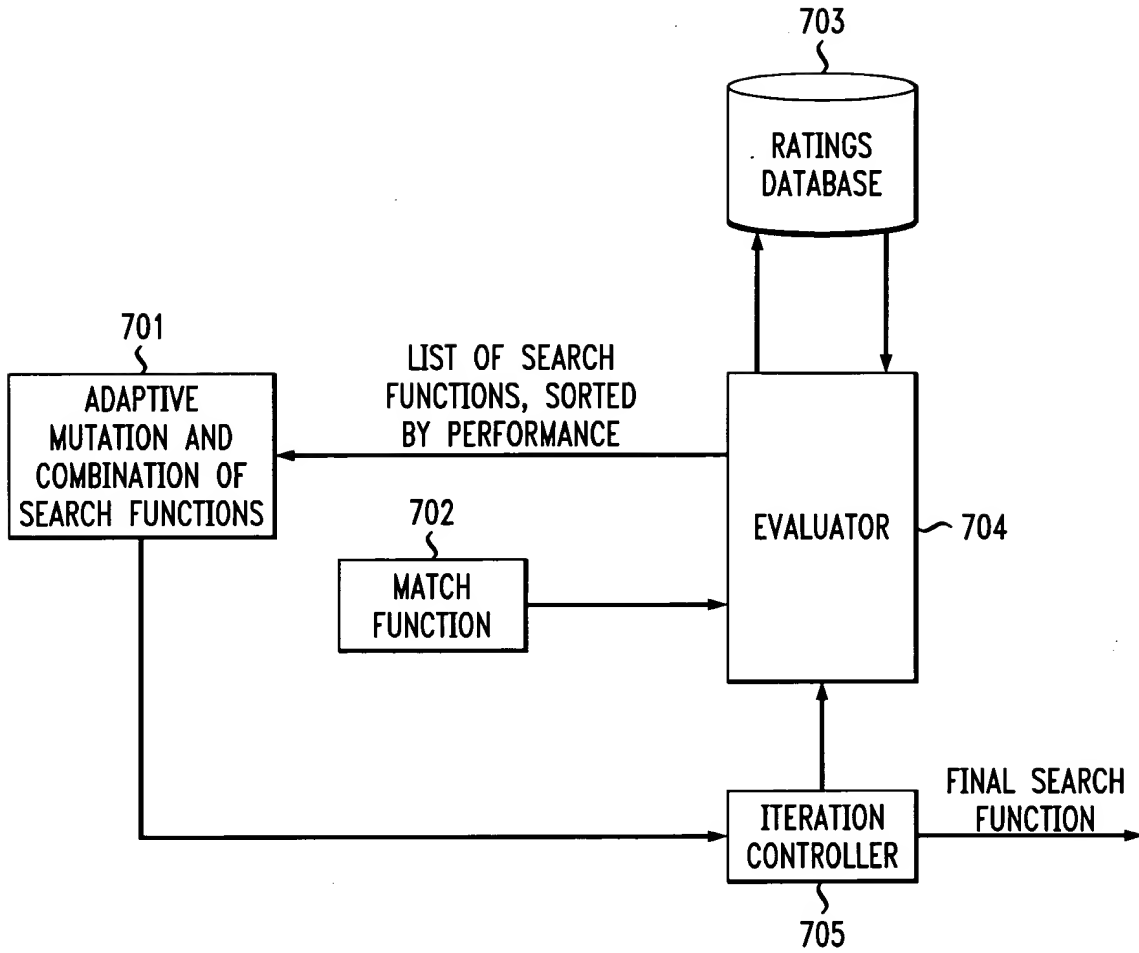 703
RATINGS
DATABASE
701
ADAPTIVE
MUTATION AND
COMBINATION OF
SEARCH FUNCTIONS
LIST OF SEARCH
FUNCTIONS, SORTED
BY PERFORMANCE
702
MATCH
FUNCTION
EVALUATOR
704
ITERATION
CONTROLLER
705
FINAL SEARCH
FUNCTION